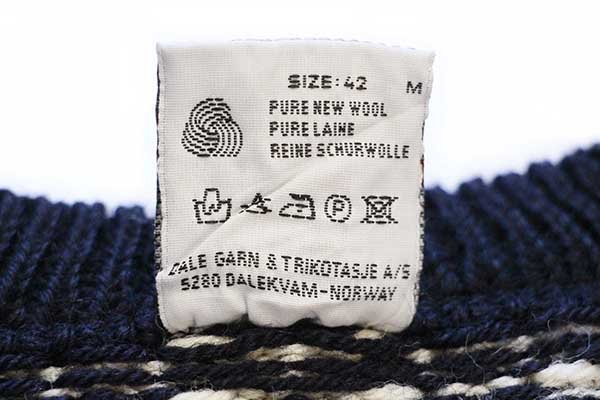 SIZE: 42 M
PURE NEW WOOL
PURE LAINE
REINE SCHURWOLLE
P
DALE GARN & TRIKOTASJE A/S
5280 DALEKVAM-NORWAY